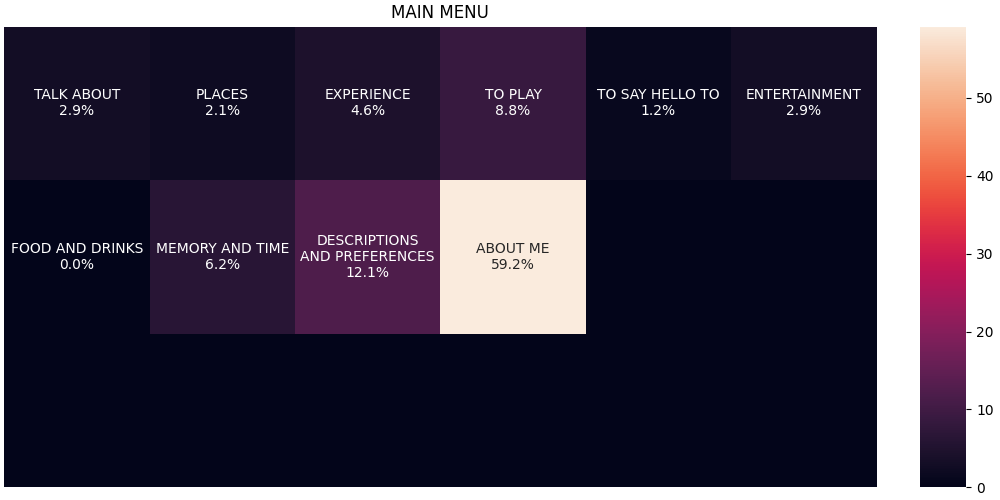 MAIN MENU
TALK ABOUT
2.9%
PLACES
2.1%
EXPERIENCE
4.6%
TO PLAY
8.8%
TO SAY HELLO TO
1.2%
ENTERTAINMENT
2.9%
FOOD AND DRINKS
0.0%
MEMORY AND TIME
6.2%
DESCRIPTIONS
AND PREFERENCES
12.1%
ABOUT ME
59.2%
50
40
30
20
10
0